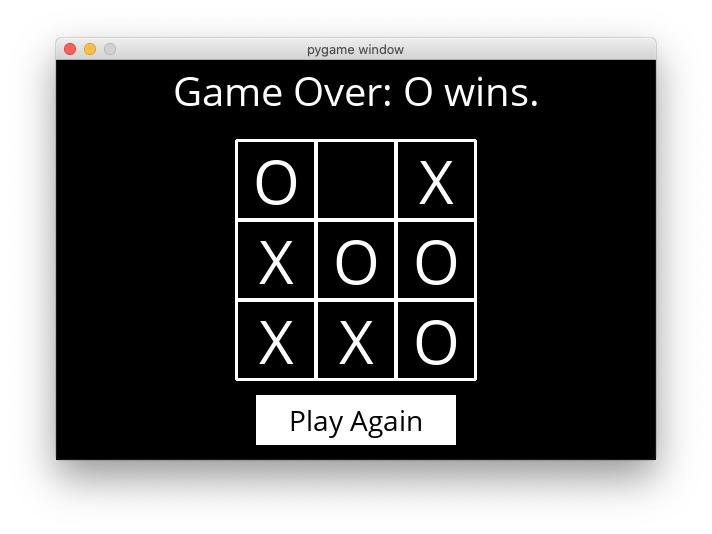 pygame window
Game Over: O wins.
O X
X O O
X X O
Play Again